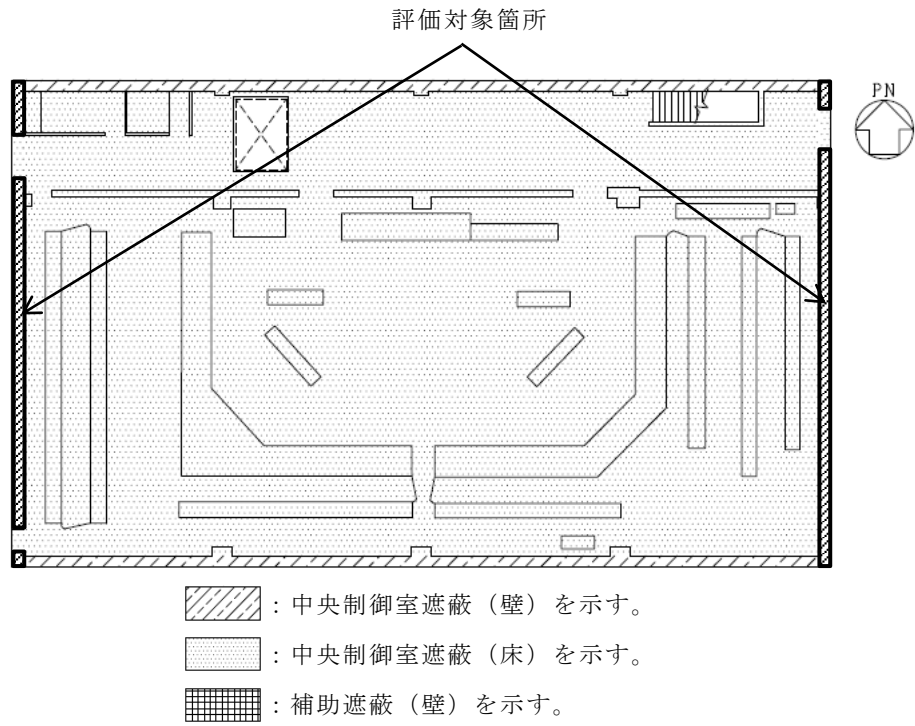 評価対象箇所
PN
：中央制御室遮蔽（壁）を示す。
：中央制御室遮蔽（床）を示す。
：補助遮蔽（壁）を示す。